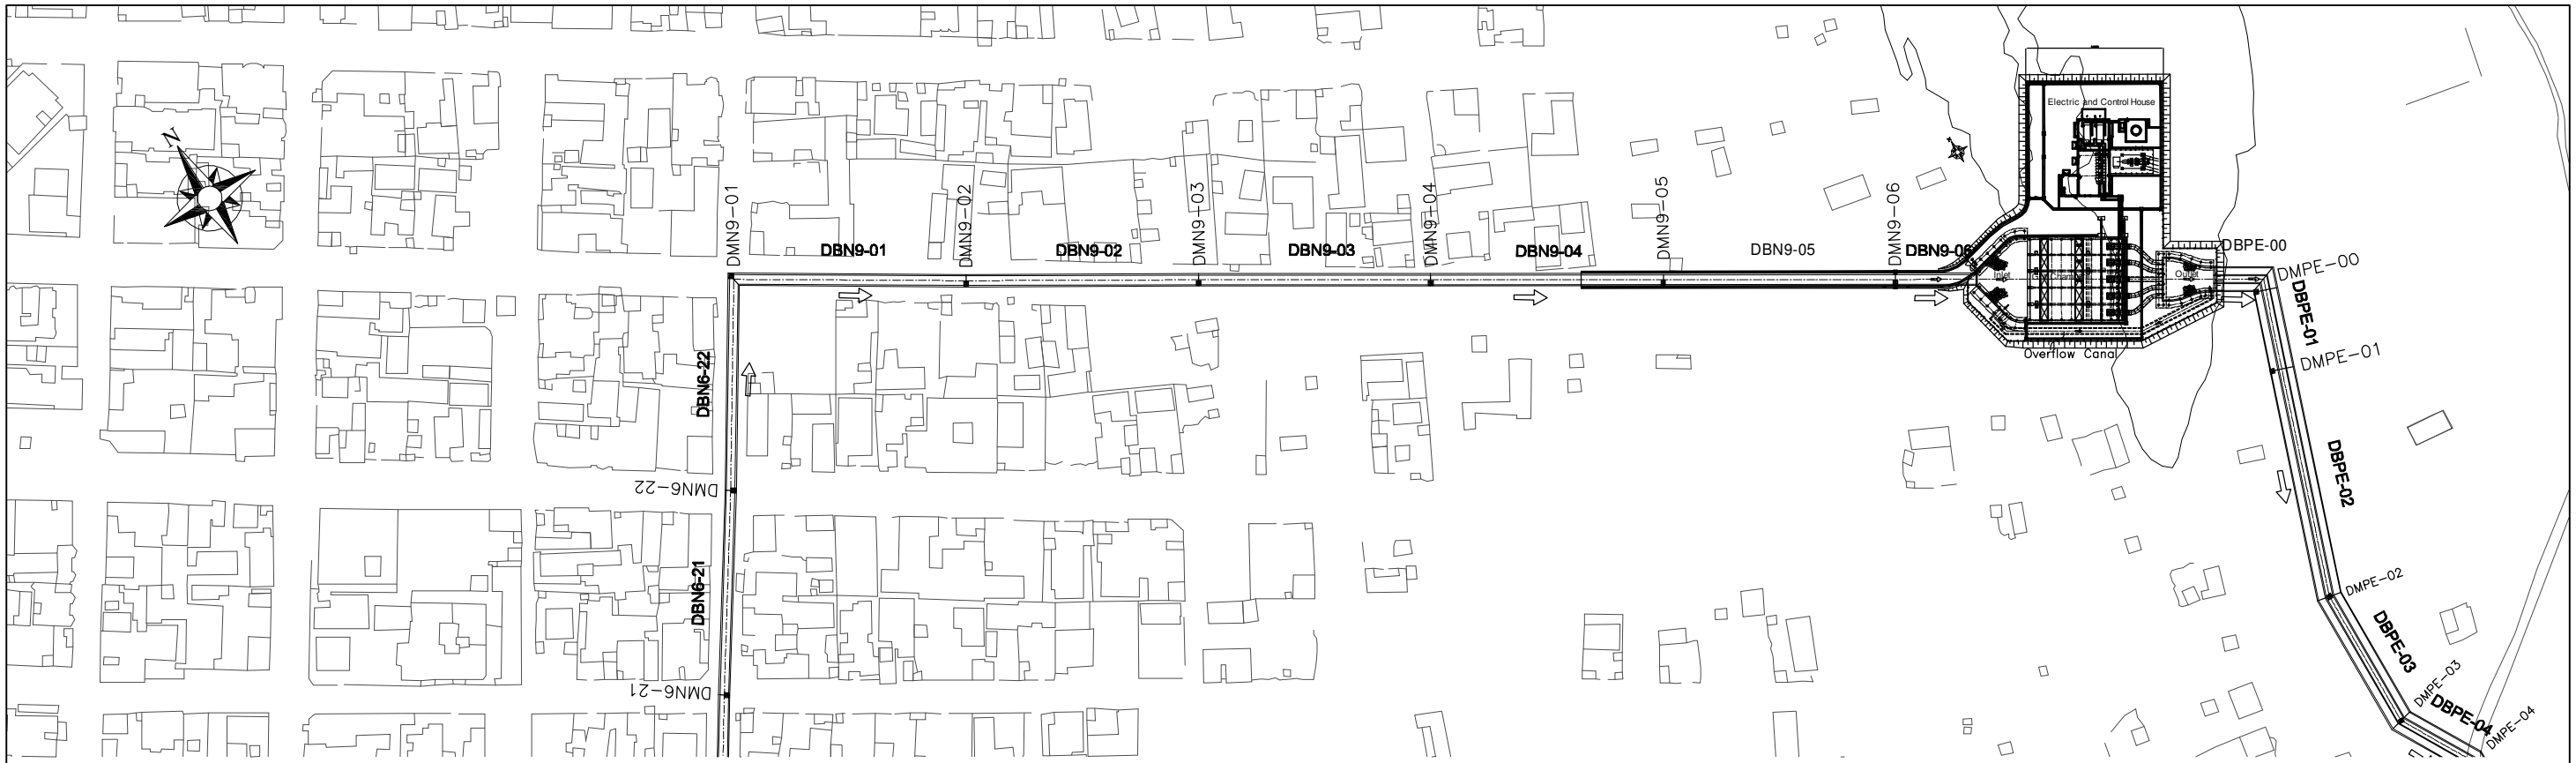 Electric and Control House
N
DMN9-01
DMN9-02
DMN9-03
DMN9-04
DMN9-05
DMN9-06
DBN9-01
DBN9-02
DBN9-03
DBN9-04
DBN9-05
DBN9-06
DBPE-00
Inlet
Outlet
DMPE-00
DBPE-01
Overflow Canal
DMPE-01
DBN6-22
DBPE-02
DMN6-22
DBN6-21
DMPE-02
DBPE-03
DMN6-21
DMPE-03
DBPE-04
DMPE-04